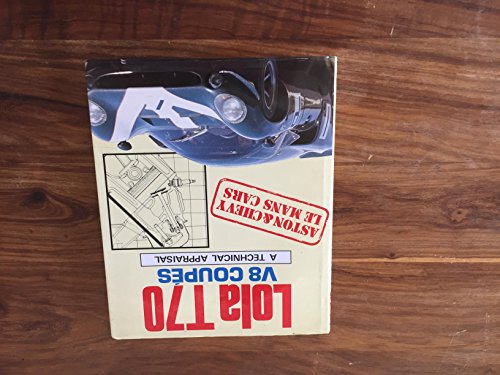 Lola T70
V8 COUPÉS
A TECHNICAL APPRAISAL
ASTON & CHEVY
LE MANS CARS